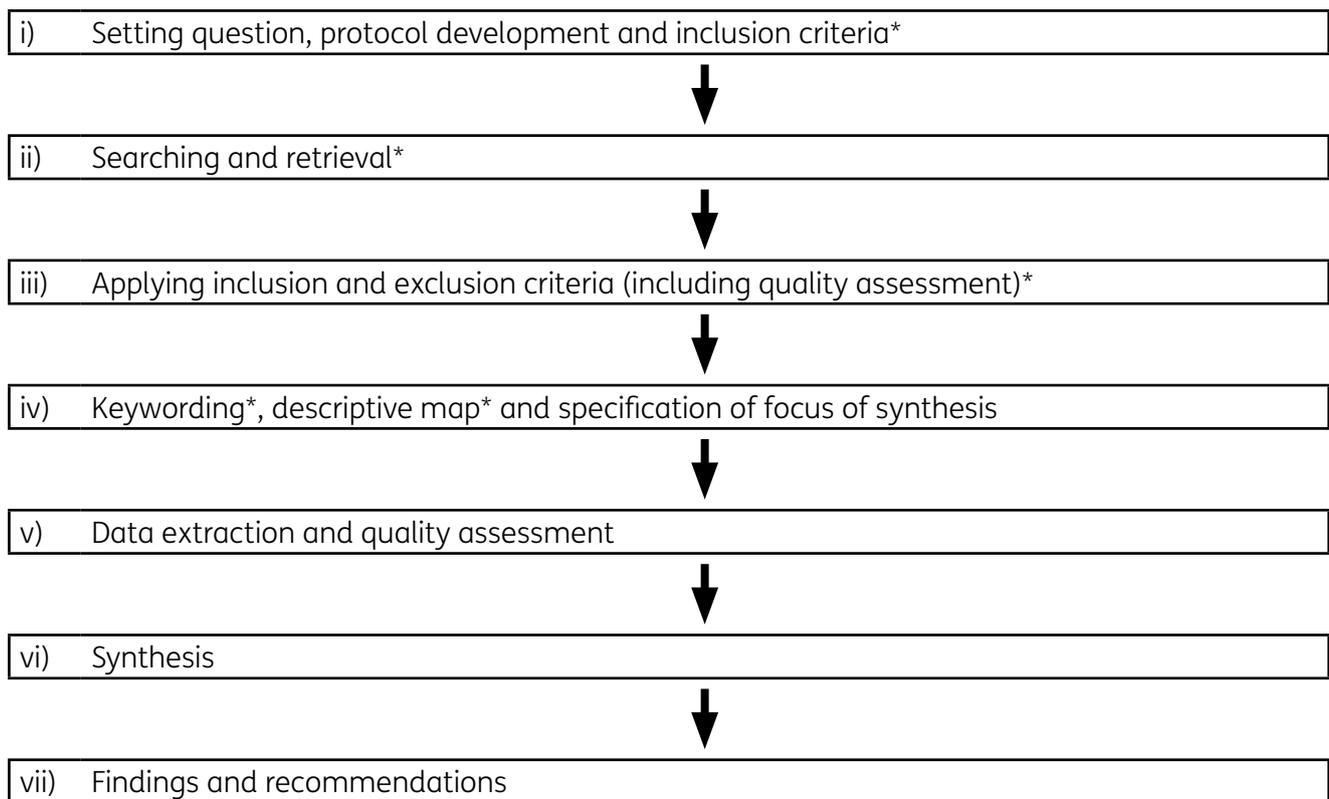 i) Setting question, protocol development and inclusion criteria*
ii) Searching and retrieval*
iii) Applying inclusion and exclusion criteria (including quality assessment)*
iv) Keywording*, descriptive map* and specification of focus of synthesis
v) Data extraction and quality assessment
vi) Synthesis
vii) Findings and recommendations